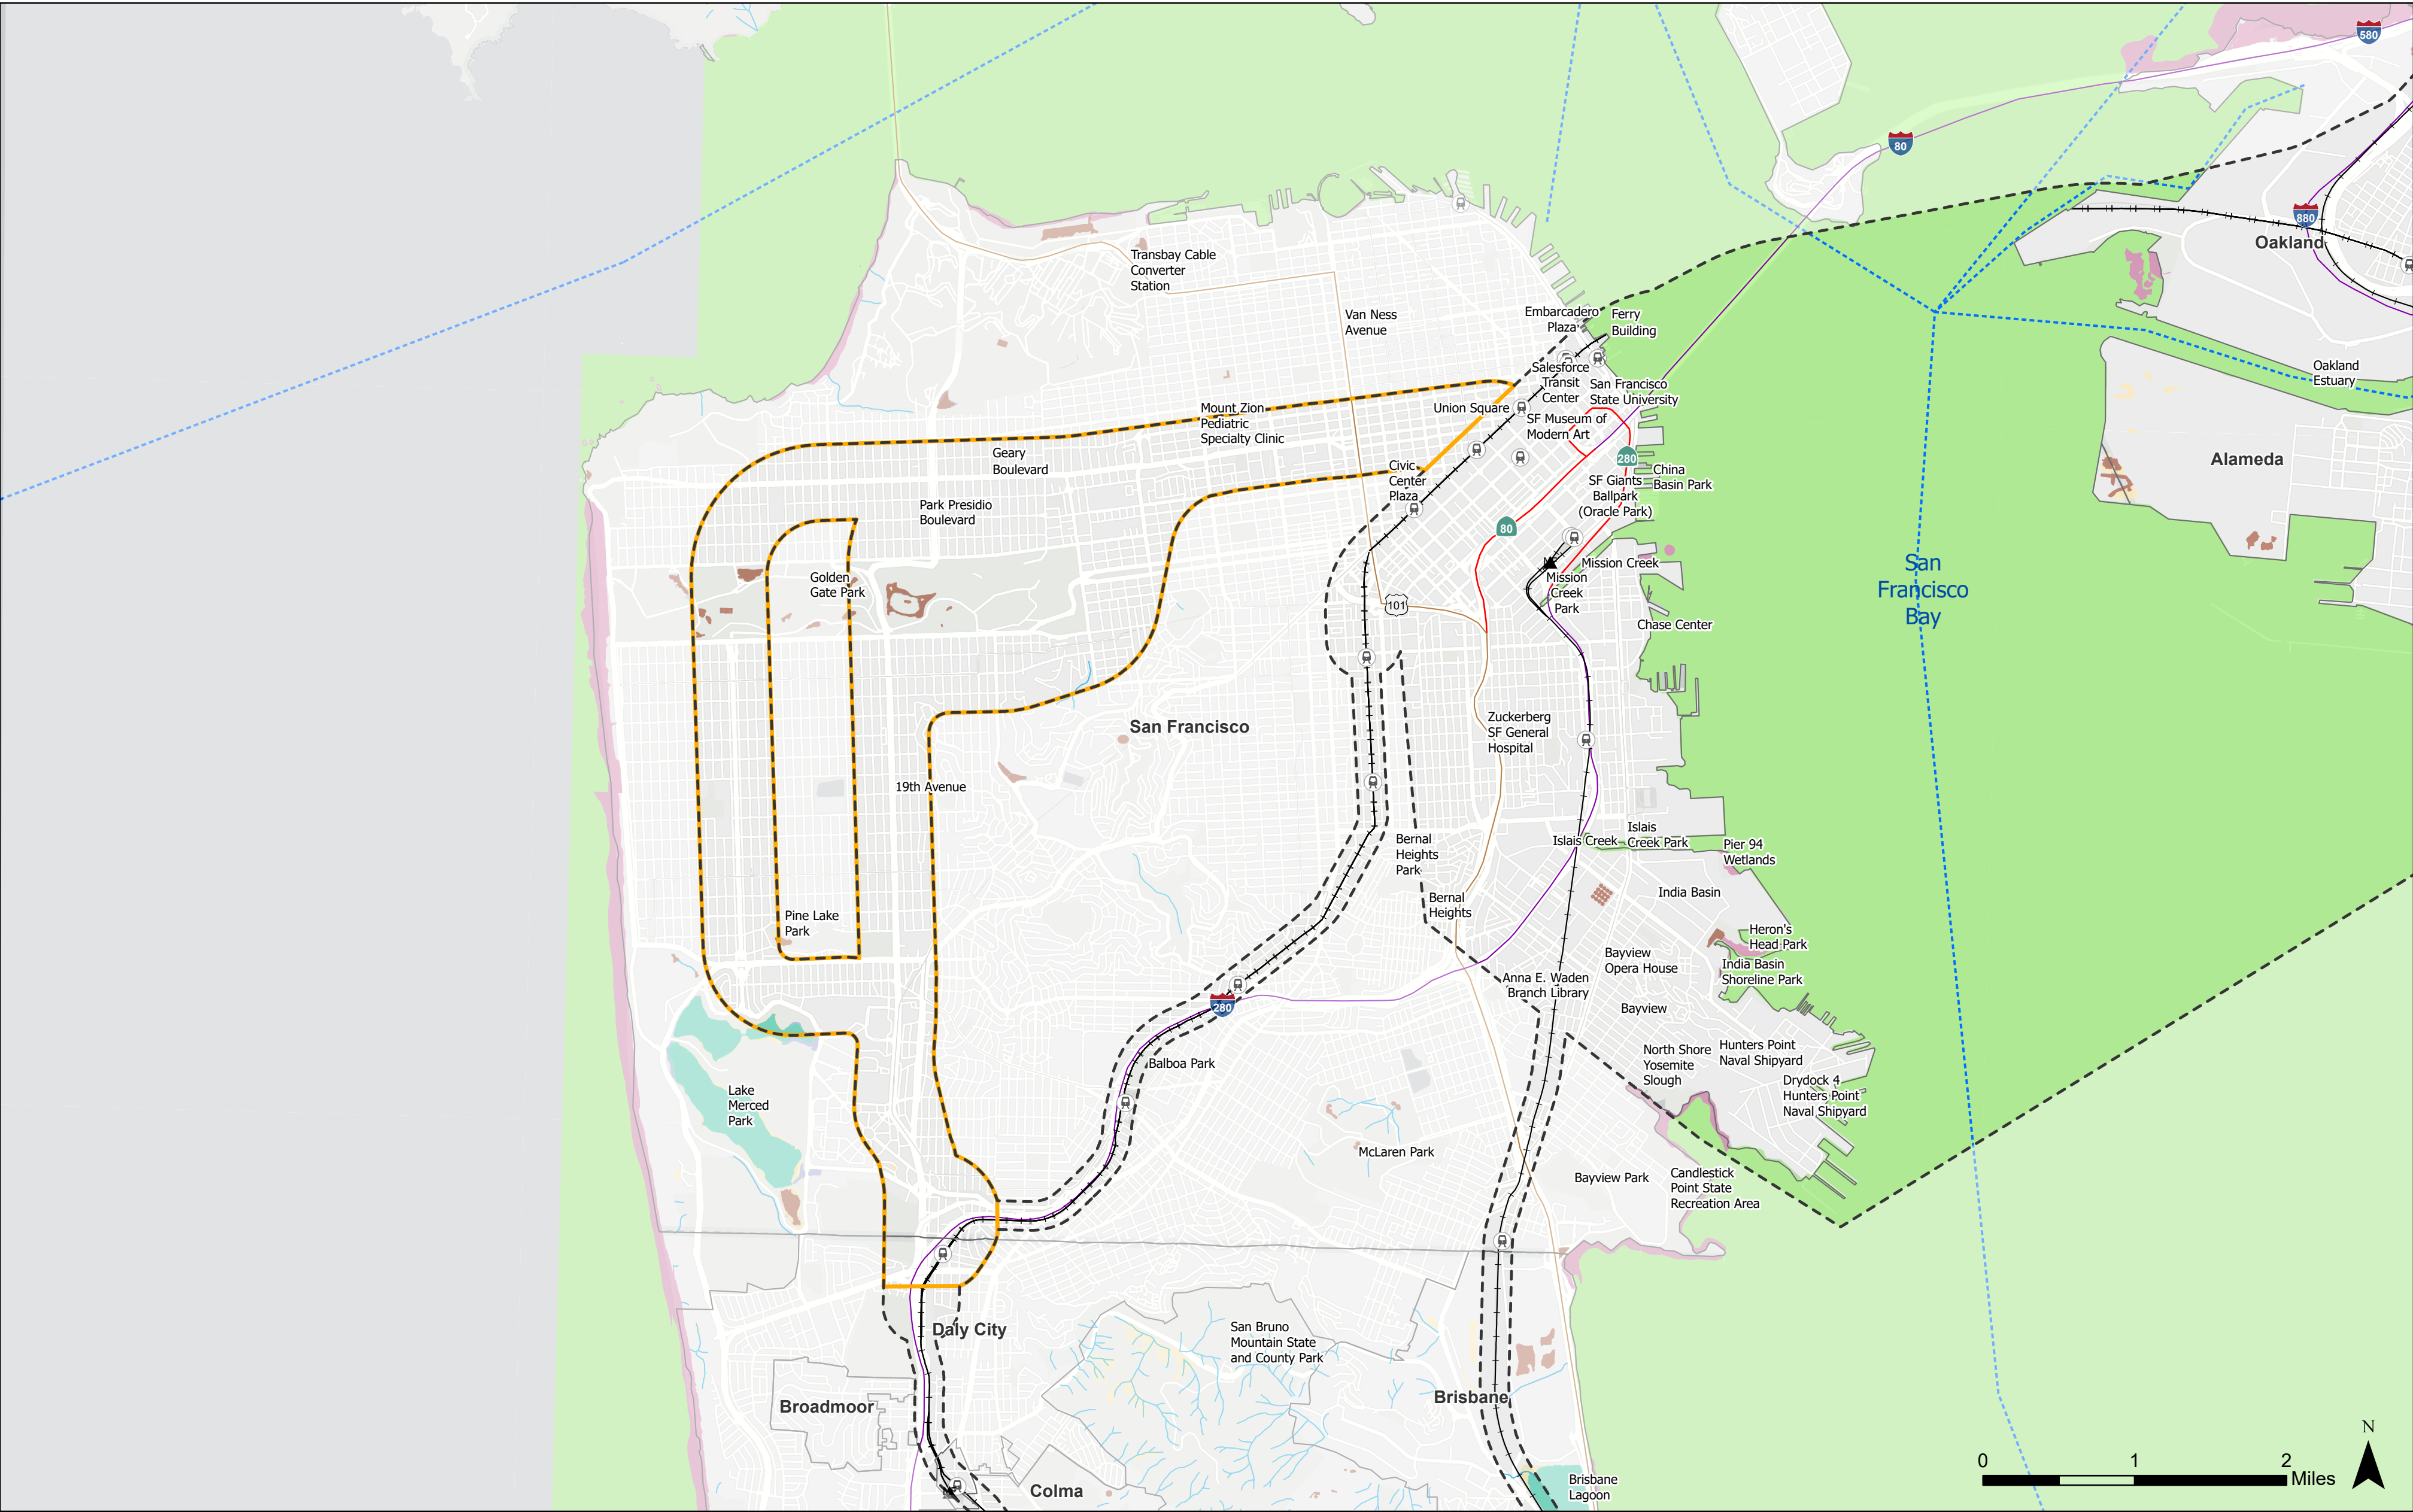 580
80
880
Oakland
Transbay Cable
Converter
Station
Van Ness
Avenue
Embarcadero
Plaza
Ferry
Building
Salesforce
Transit
Center
San Francisco
State University
Oakland
Estuary
Mount Zion
Pediatric
Specialty Clinic
Union Square
SF Museum of
Modern Art
Geary
Boulevard
Civic
Center
Plaza
280
China
Basin Park
Alameda
SF Giants
Ballpark
(Oracle Park)
Park Presidio
Boulevard
80
Golden
Gate Park
Mission Creek
Mission
Creek
Park
San
Francisco
Bay
101
Chase Center
San Francisco
Zuckerberg
SF General
Hospital
19th Avenue
Bernal
Heights
Park
Islais Creek
Islais
Creek Park
Pier 94
Wetlands
India Basin
Bernal
Heights
Pine Lake
Park
Heron's
Head Park
Bayview
Opera House
India Basin
Shoreline Park
Anna E. Waden
Branch Library
280
Bayview
Balboa Park
North Shore
Yosemite
Slough
Hunters Point
Naval Shipyard
Drydock 4
Hunters Point
Naval Shipyard
Lake
Merced
Park
McLaren Park
Bayview Park
Candlestick
Point State
Recreation Area
Daly City
San Bruno
Mountain State
and County Park
Broadmoor
Brisbane
Colma
Brisbane
Lagoon
N
0 1 2
Miles